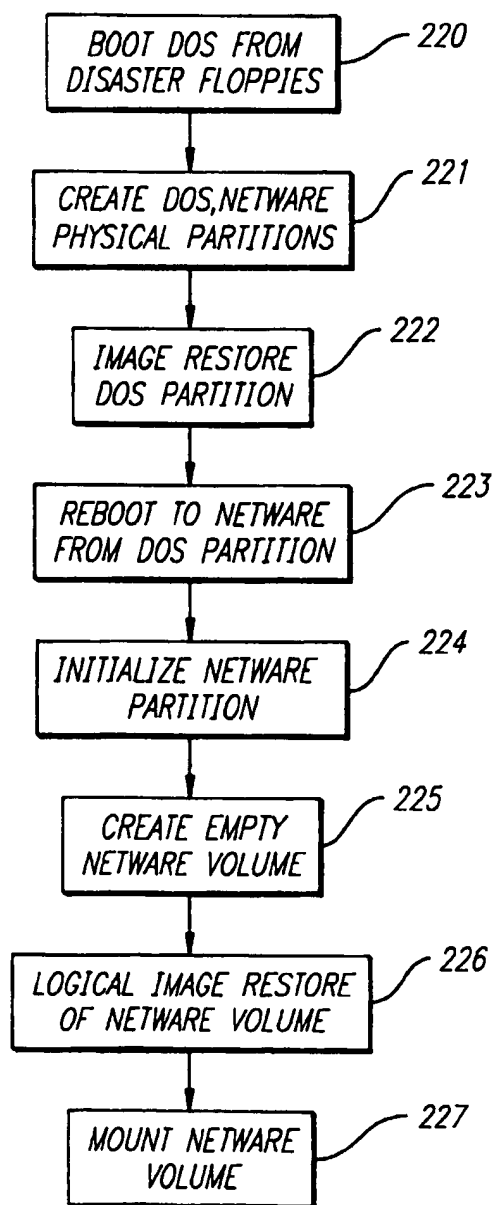 BOOT DOS FROM
DISASTER FLOPPIES
220
CREATE DOS,NETWARE
PHYSICAL PARTITIONS
221
IMAGE RESTORE
DOS PARTITION
222
REBOOT TO NETWARE
FROM DOS PARTITION
223
INITIALIZE NETWARE
PARTITION
224
CREATE EMPTY
NETWARE VOLUME
225
LOGICAL IMAGE RESTORE
OF NETWARE VOLUME
226
MOUNT NETWARE
VOLUME
227